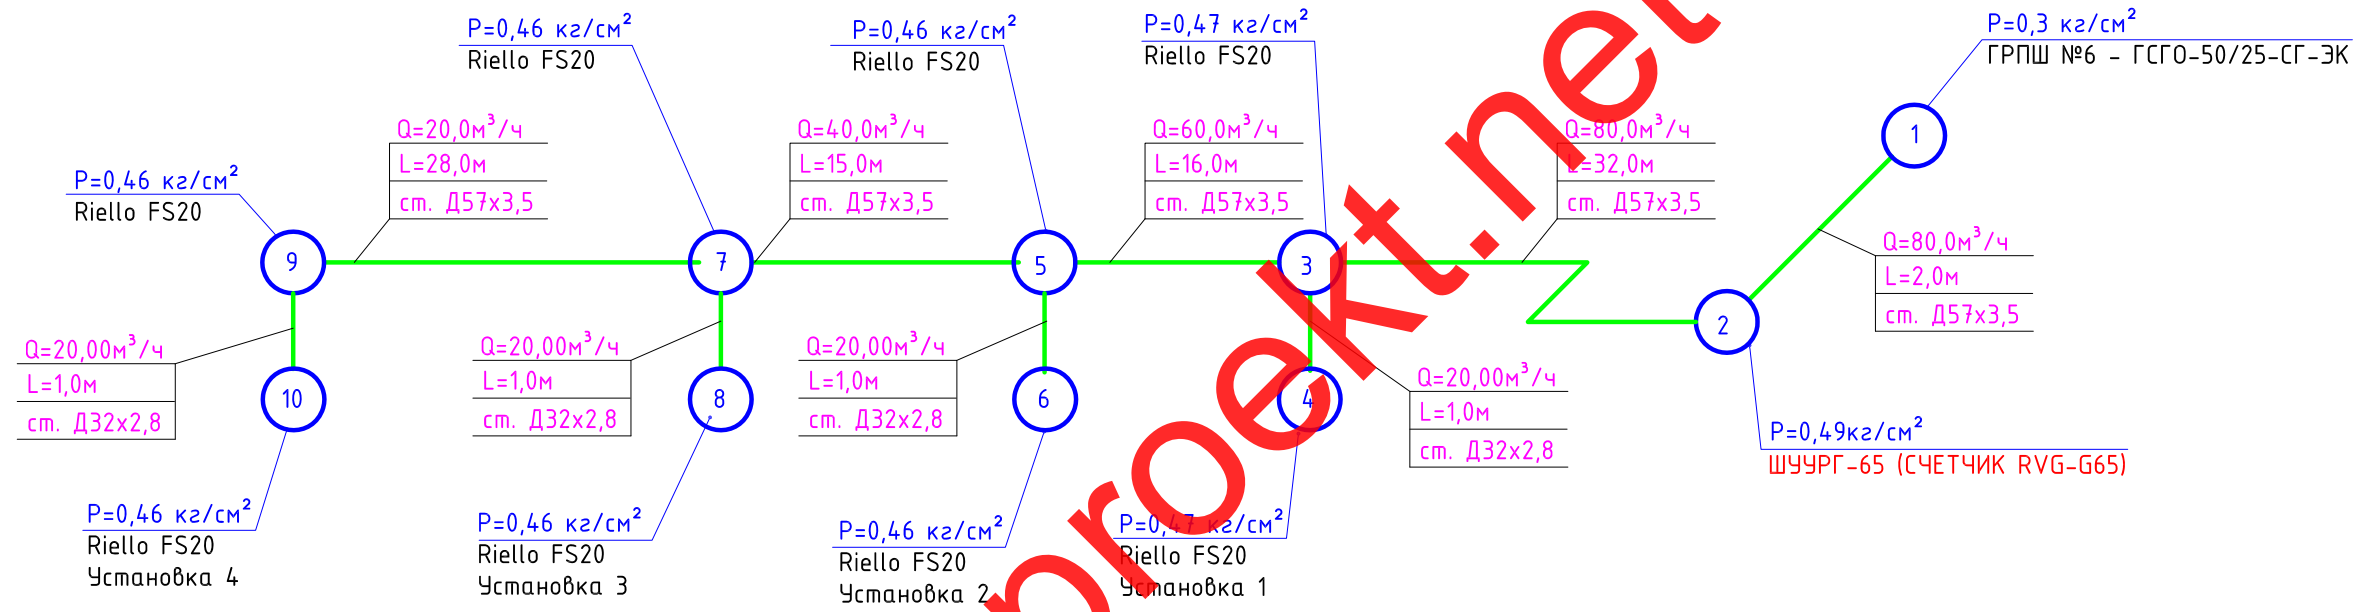 P=0,46 кг/см²
Riello FS20
P=0,46 кг/см²
Riello FS20
P=0,47 кг/см²
Riello FS20
P=0,3 кг/см²
ГРПШ №6 - ГСГО-50/25-СГ-ЭК
P=0,46 кг/см²
Riello FS20
Q=20,0м³/ч
L=28,0м
ст. Д57х3,5
Q=40,0м³/ч
L=15,0м
ст. Д57х3,5
Q=60,0м³/ч
L=16,0м
ст. Д57х3,5
Q=80,0м³/ч
L=32,0м
ст. Д57х3,5
1
9
7
5
3
2
Q=80,0м³/ч
L=2,0м
ст. Д57х3,5
Q=20,00м³/ч
L=1,0м
ст. Д32х2,8
10
Q=20,00м³/ч
L=1,0м
ст. Д32х2,8
8
Q=20,00м³/ч
L=1,0м
ст. Д32х2,8
6
4
Q=20,00м³/ч
L=1,0м
ст. Д32х2,8
P=0,49кг/см²
ШУУРГ-65 (СЧЕТЧИК RVG-G65)
P=0,46 кг/см²
Riello FS20
Установка 4
P=0,46 кг/см²
Riello FS20
Установка 3
P=0,46 кг/см²
Riello FS20
Установка 2
P=0,47 кг/см²
Riello FS20
Установка 1
proekt.net